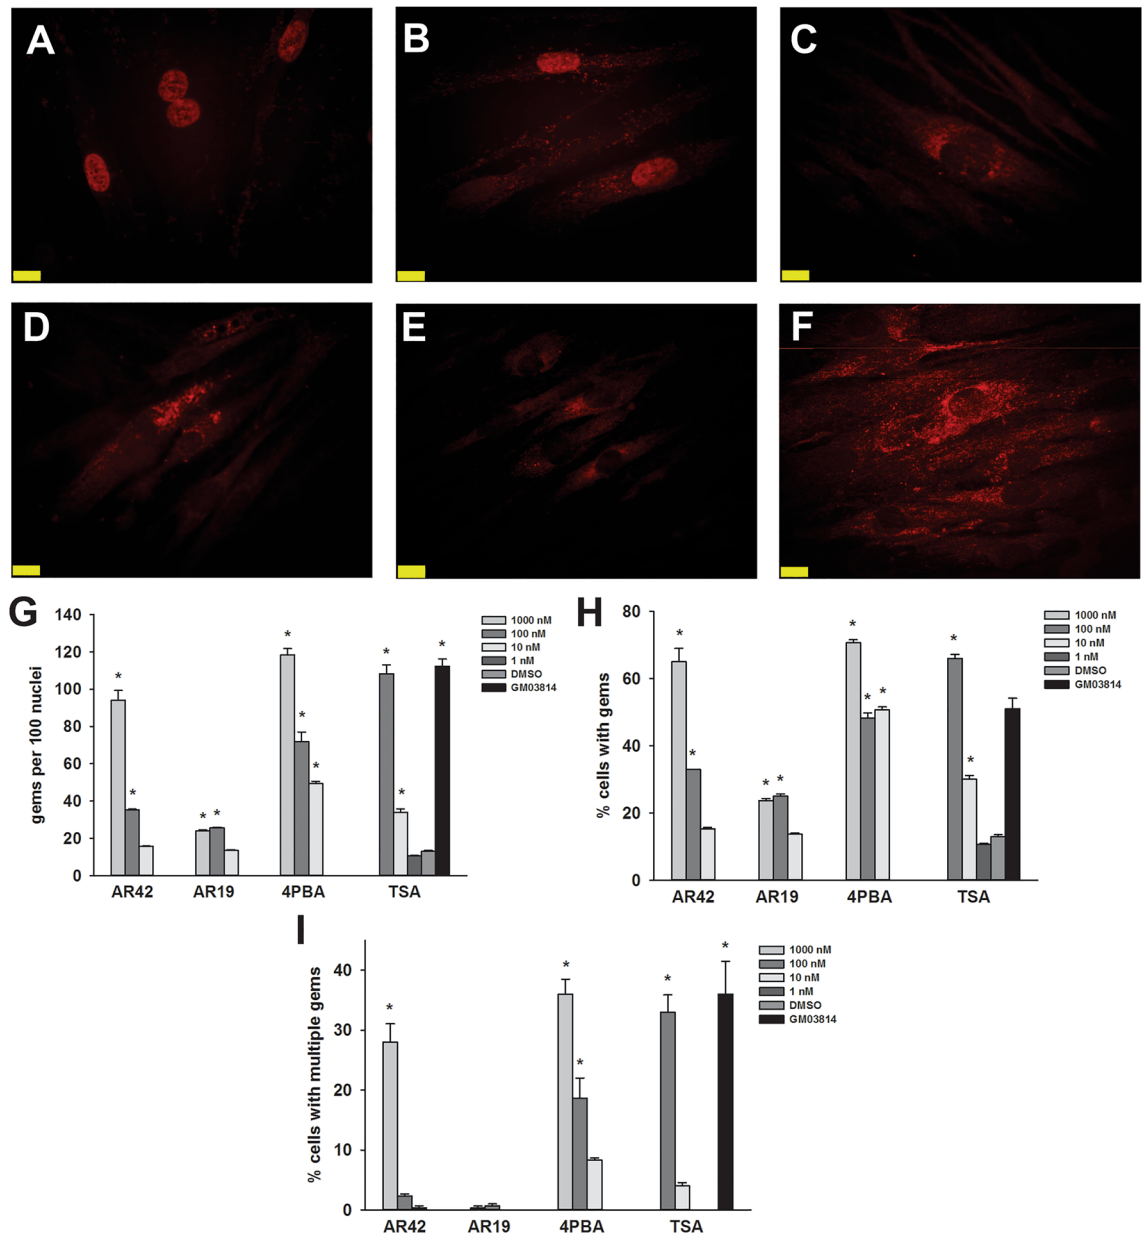 A
B
C
D
E
F
G
140
120
100
80
60
40
20
0
gems per 100 nuclei
AR42
AR19
4PBA
TSA
* * * * * * * * * *
1000 nM
100 nM
10 nM
1 nM
DMSO
GM03814
H
80
60
40
20
0
% cells with gems
AR42
AR19
4PBA
TSA
* * * * * * * * *
1000 nM
100 nM
10 nM
1 nM
DMSO
GM03814
I
40
30
20
10
0
% cells with multiple gems
AR42
AR19
4PBA
TSA
* * * * *
1000 nM
100 nM
10 nM
1 nM
DMSO
GM03814